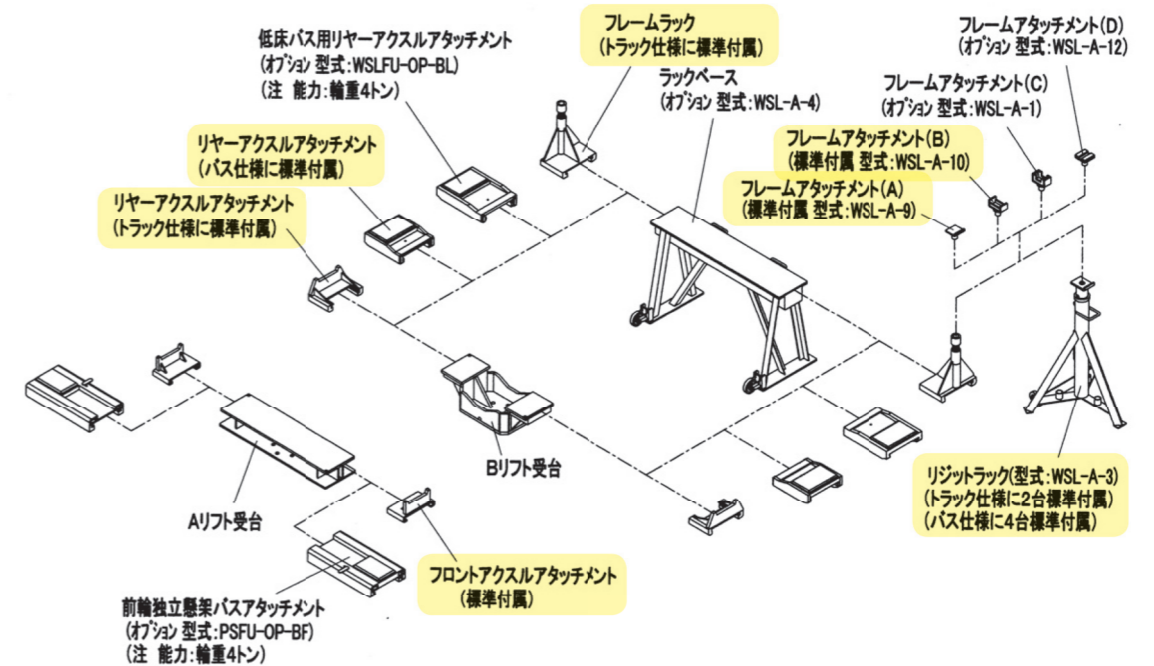 フレームラック
(トラック仕様に標準付属)
フレームアタッチメント(D)
(オプション 型式:WSL-A-12)
低床バス用リヤーアクスルアタッチメント
(オプション 型式:WSLFU-OP-BL)
(注 能力:輪重4トン)
ラックベース
(オプション 型式:WSL-A-4)
フレームアタッチメント(C)
(オプション 型式:WSL-A-1)
リヤーアクスルアタッチメント
(バス仕様に標準付属)
フレームアタッチメント(B)
(標準付属 型式:WSL-A-10)
フレームアタッチメント(A)
(標準付属 型式:WSL-A-9)
リヤーアクスルアタッチメント
(トラック仕様に標準付属)
Bリフト受台
Aリフト受台
リジットラック(型式:WSL-A-3)
(トラック仕様に2台標準付属)
(バス仕様に4台標準付属)
フロントアクスルアタッチメント
(標準付属)
前輪独立懸架バスアタッチメント
(オプション 型式:PSFU-OP-BF)
(注 能力:輪重4トン)